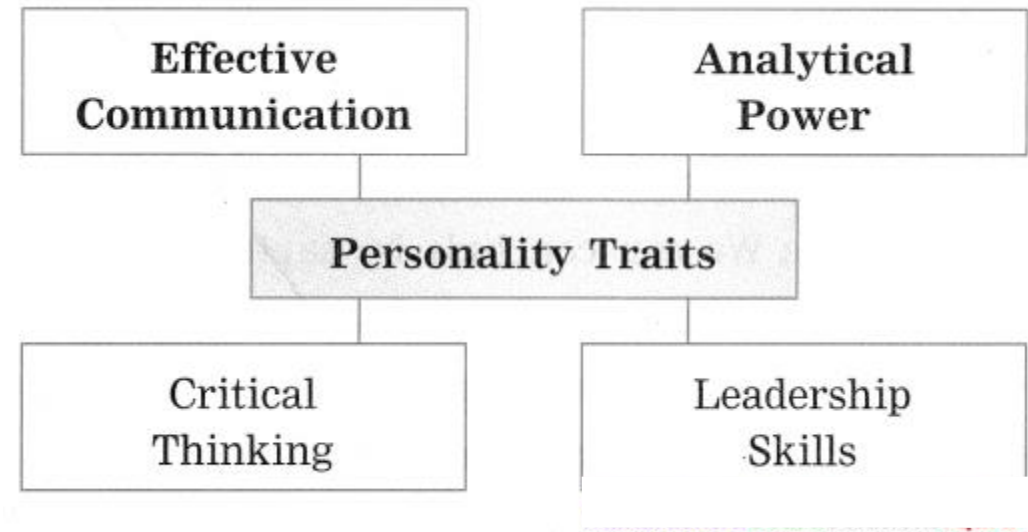 Effective
Communication
Analytical
Power
Personality Traits
Critical
Thinking
Leadership
Skills